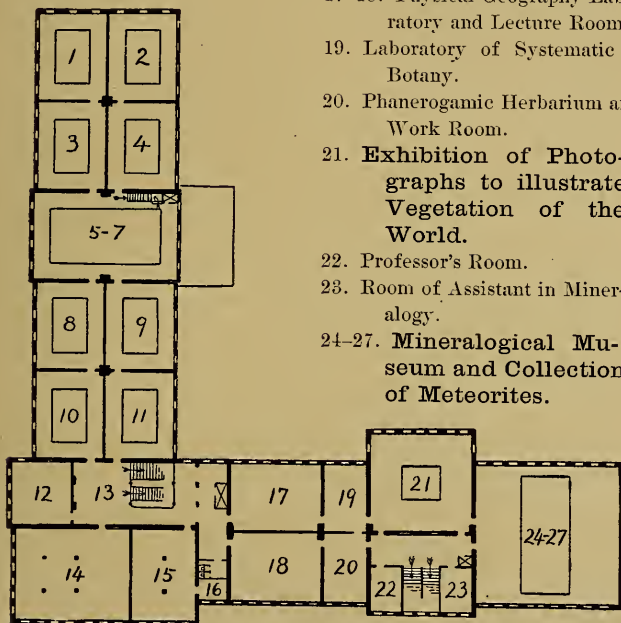 ratory and Lecture Room
19. Laboratory of Systematic
Botany.
20. Phanerogamic Herbarium
Work Room.
21. Exhibition of Photo-
graphs to illustrate
Vegetation of the
World.
22. Professor's Room.
23. Room of Assistant in Miner-
alogy.
24–27. Mineralogical Mu-
seum and Collection
of Meteorites.
1
2
3
4
5-7
8
9
10
11
12
13
14
15
16
17
18
19
20
21
22
23
24-27